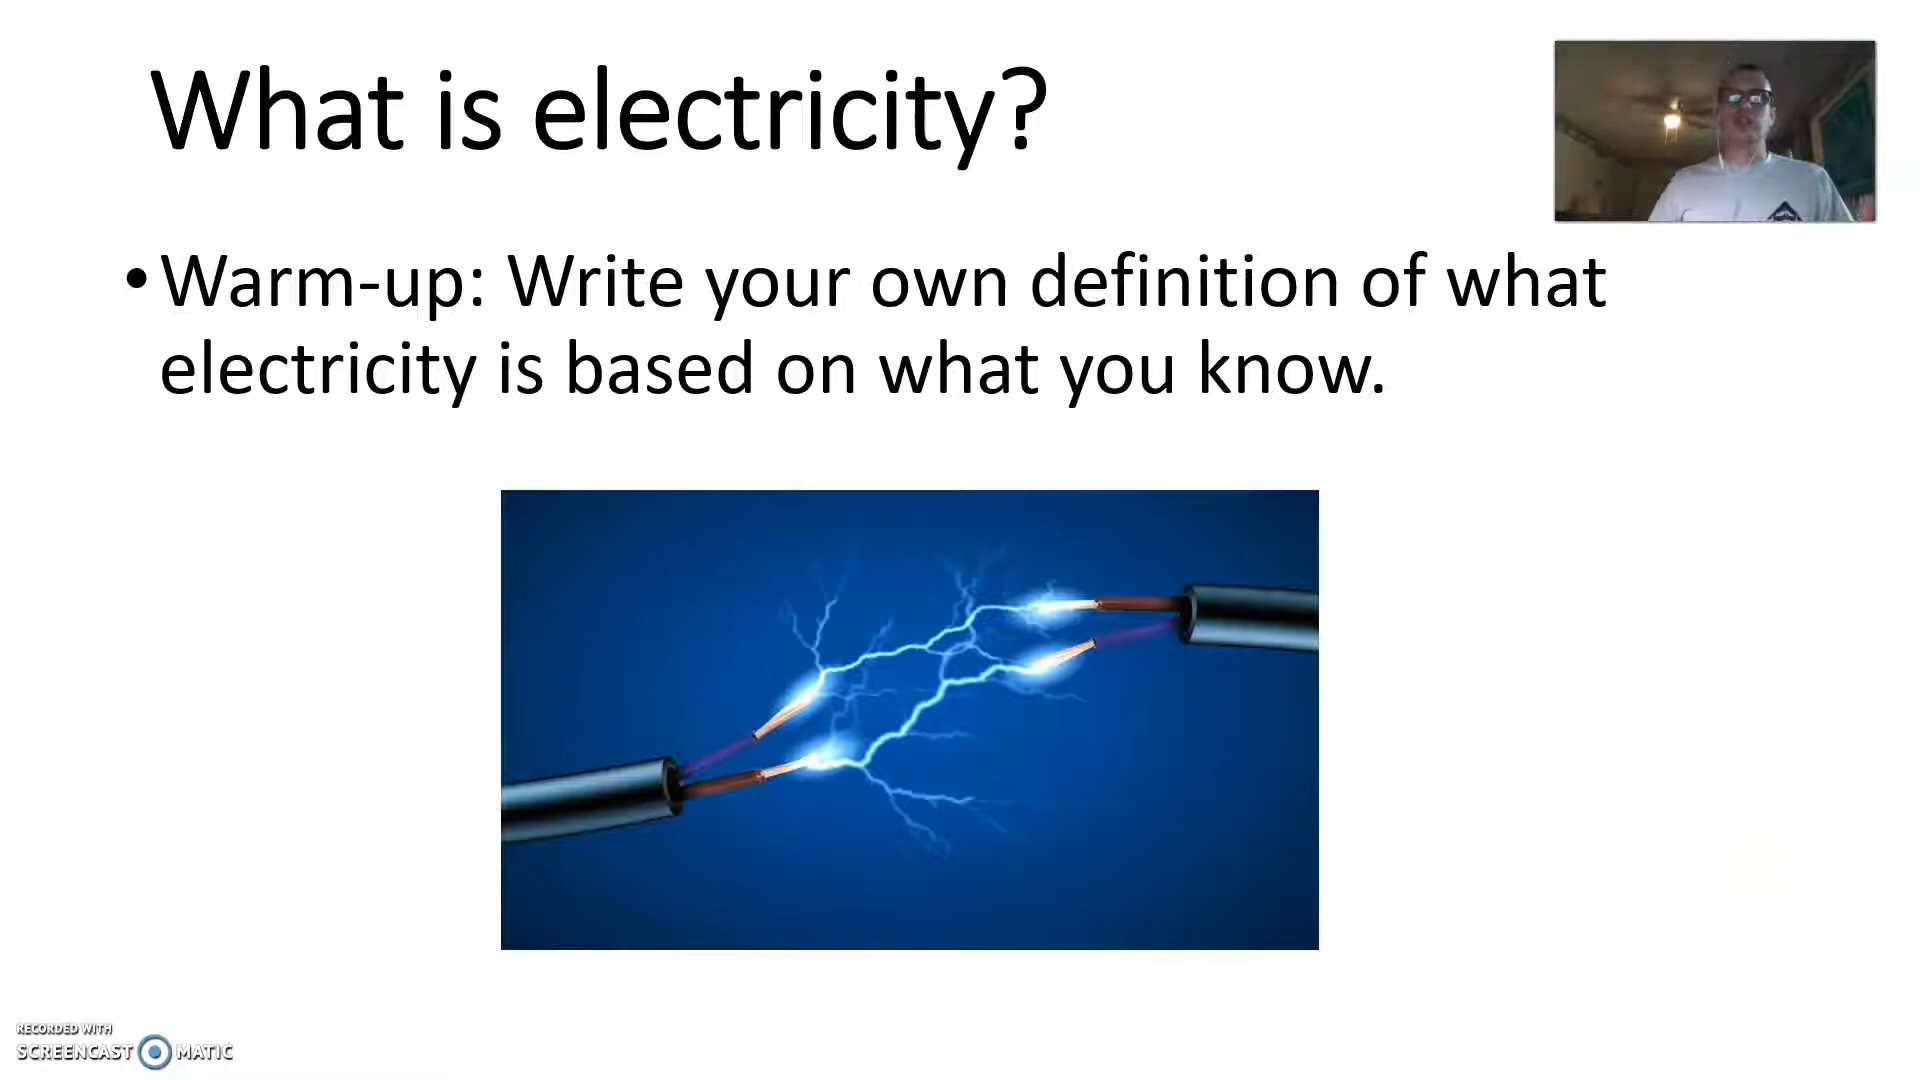 What is electricity?
• Warm-up: Write your own definition of what
electricity is based on what you know.
RECORDED WITH
SCREENCAST MATIC